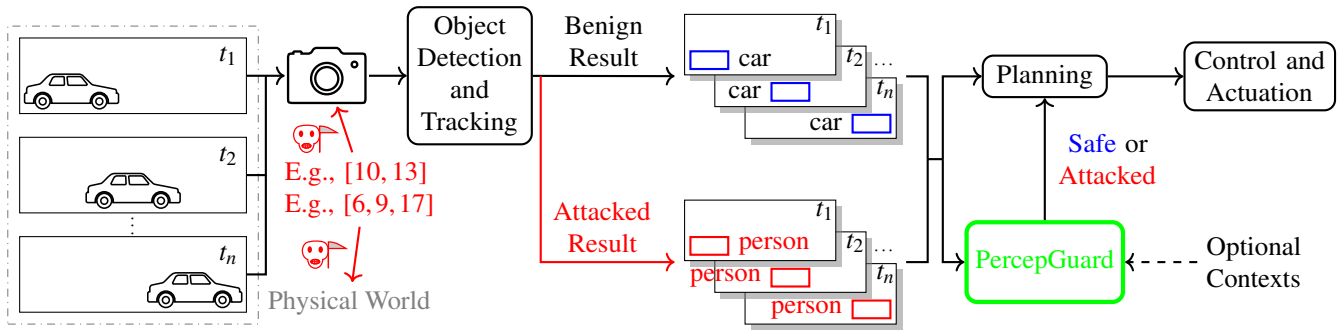 t₁
t₂
⋮
tₙ
Physical World
E.g., [10, 13]
E.g., [6, 9, 17]
Object
Detection
and
Tracking
Benign
Result
Attacked
Result
t₁
car
t₂ ...
car
tₙ
car
t₁
person
t₂ ...
person
tₙ
person
Planning
Control and
Actuation
Safe or
Attacked
PercepGuard
Optional
Contexts